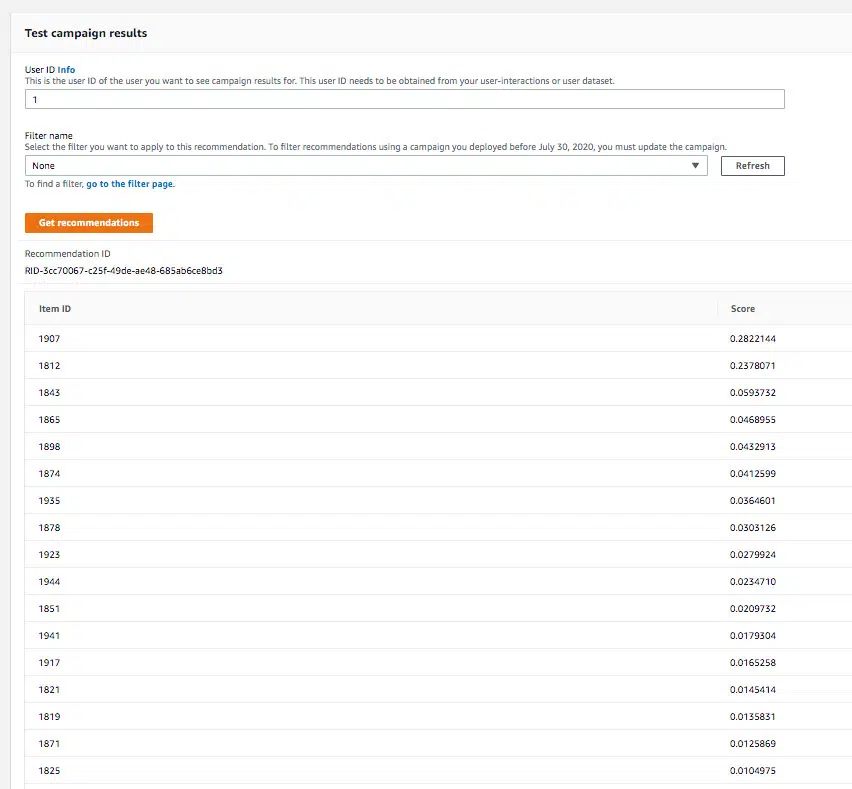 Test campaign results
User ID Info
This is the user ID of the user you want to see campaign results for. This user ID needs to be obtained from your user-interactions or user dataset.
1
Filter name
Select the filter you want to apply to this recommendation. To filter recommendations using a campaign you deployed before July 30, 2020, you must update the campaign.
None
Refresh
To find a filter, go to the filter page.
Get recommendations
Recommendation ID
RID-3cc70067-c25f-49de-ae48-685ab6ce8bd3
Item ID Score
1907 0.2822144
1812 0.2378071
1843 0.0593732
1865 0.0468955
1898 0.0432913
1874 0.0412599
1935 0.0364601
1878 0.0303126
1923 0.0279924
1944 0.0234710
1851 0.0209732
1941 0.0179304
1917 0.0165258
1821 0.0145414
1819 0.0135831
1871 0.0125869
1825 0.0104975